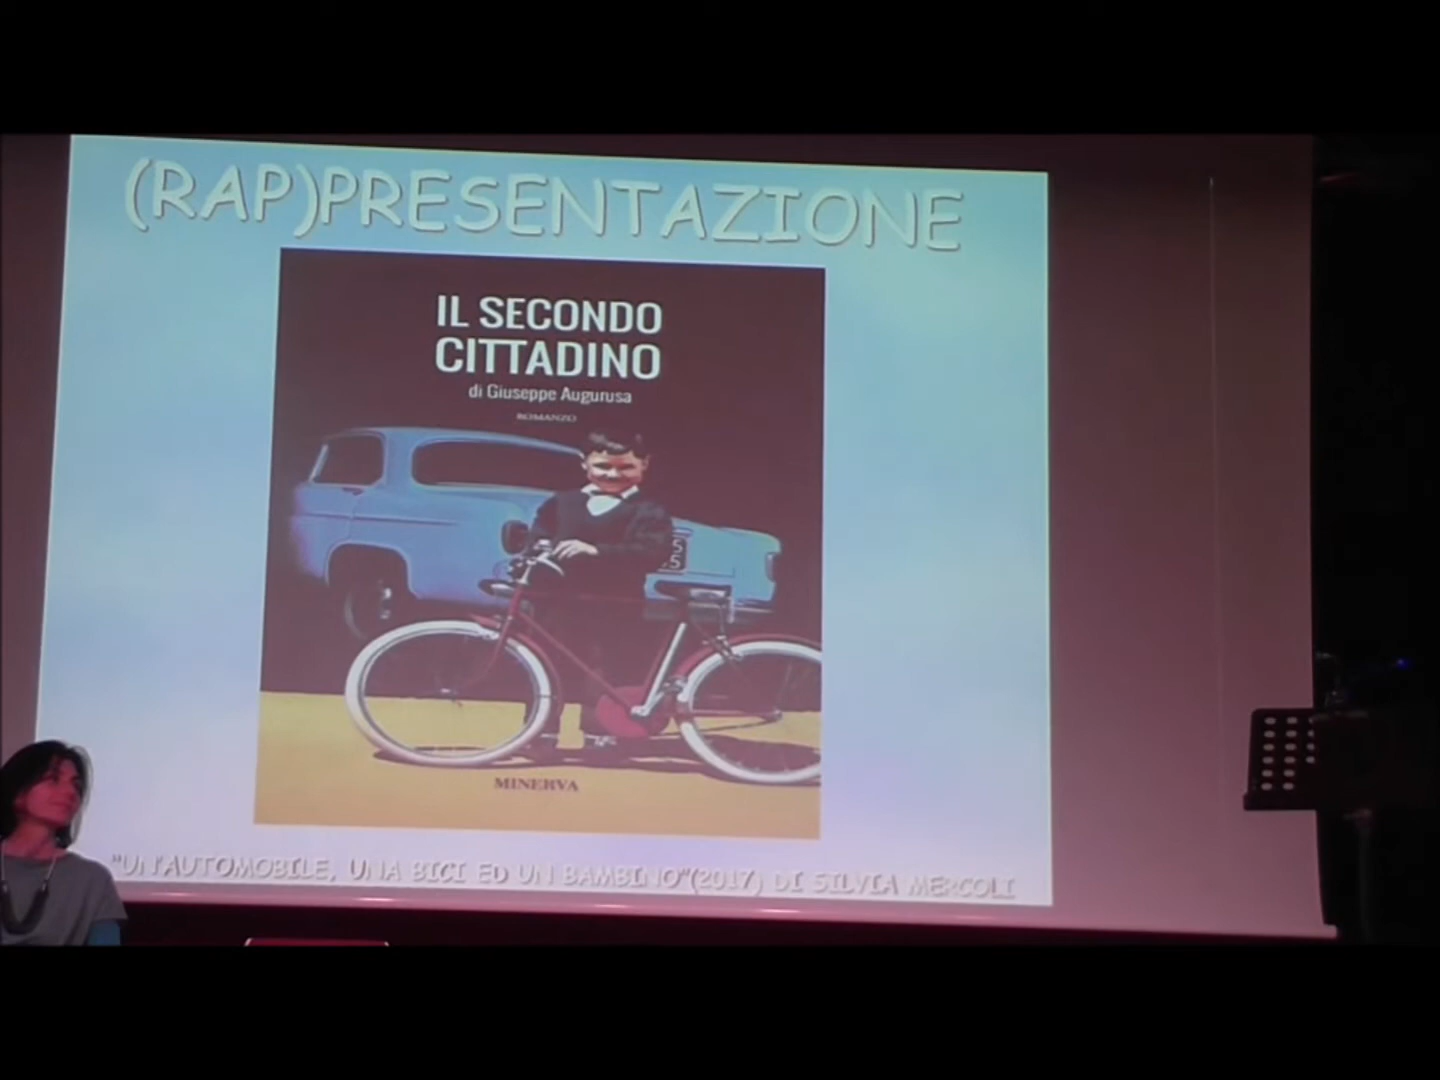 (RAP)PRESENTAZIONE
IL SECONDO
CITTADINO
di Giuseppe Augurusa
ROMANZO
MINERVA
"UN'AUTOMOBILE, UNA BICI ED UN BAMBINO"(2017) DI SILVIA MERCOLI